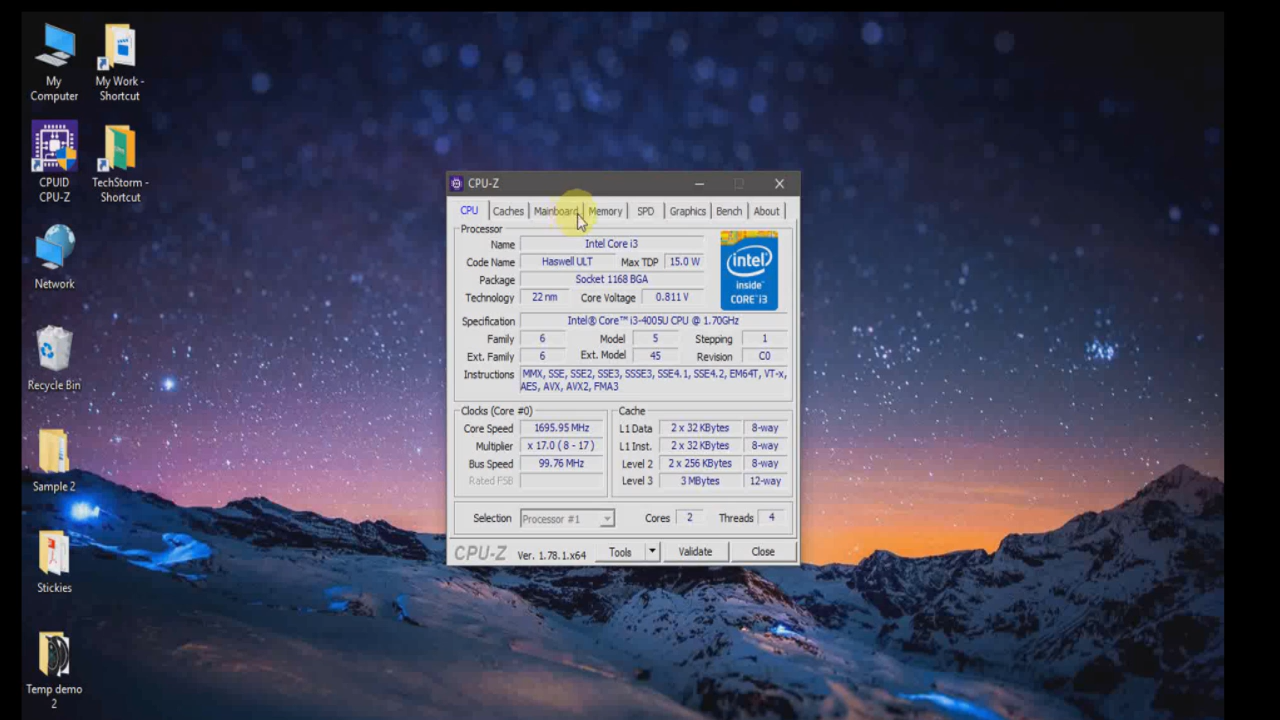 My Computer
My Work - Shortcut
CPUID CPU-Z
TechStorm - Shortcut
Network
Recycle Bin
Sample 2
Stickies
Temp demo 2
CPU-Z
CPU Caches Mainboard Memory SPD Graphics Bench About
Processor
Name Intel Core i3
Code Name Haswell ULT Max TDP 15.0 W
Package Socket 1168 BGA
Technology 22 nm Core Voltage 0.811 V
intel
inside™
CORE™i3
Specification Intel® Core™ i3-4005U CPU @ 1.70GHz
Family 6 Model 5 Stepping 1
Ext. Family 6 Ext. Model 45 Revision C0
Instructions MMX, SSE, SSE2, SSE3, SSSE3, SSE4.1, SSE4.2, EM64T, VT-x,
AES, AVX, AVX2, FMA3
Clocks (Core #0)
Core Speed 1695.95 MHz
Multiplier x 17.0 ( 8 - 17 )
Bus Speed 99.76 MHz
Rated FSB
Cache
L1 Data 2 x 32 KBytes 8-way
L1 Inst. 2 x 32 KBytes 8-way
Level 2 2 x 256 KBytes 8-way
Level 3 3 MBytes 12-way
Selection Processor #1 Cores 2 Threads 4
CPU-Z Ver. 1.78.1.x64 Tools Validate Close